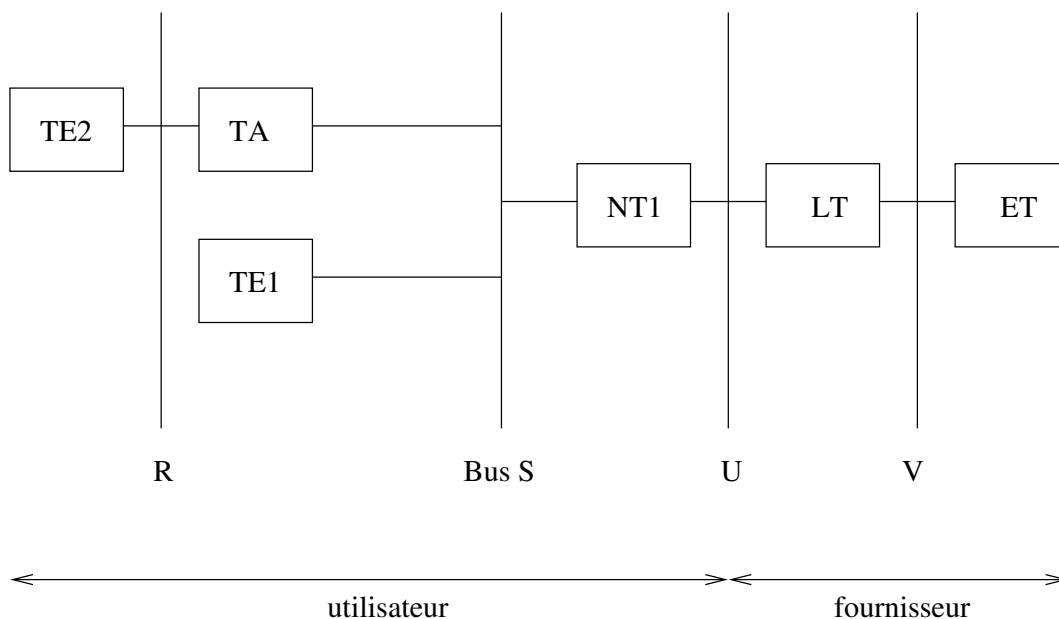 TE2
TA
NT1
LT
ET
TE1
R
Bus S
U
V
utilisateur
fournisseur